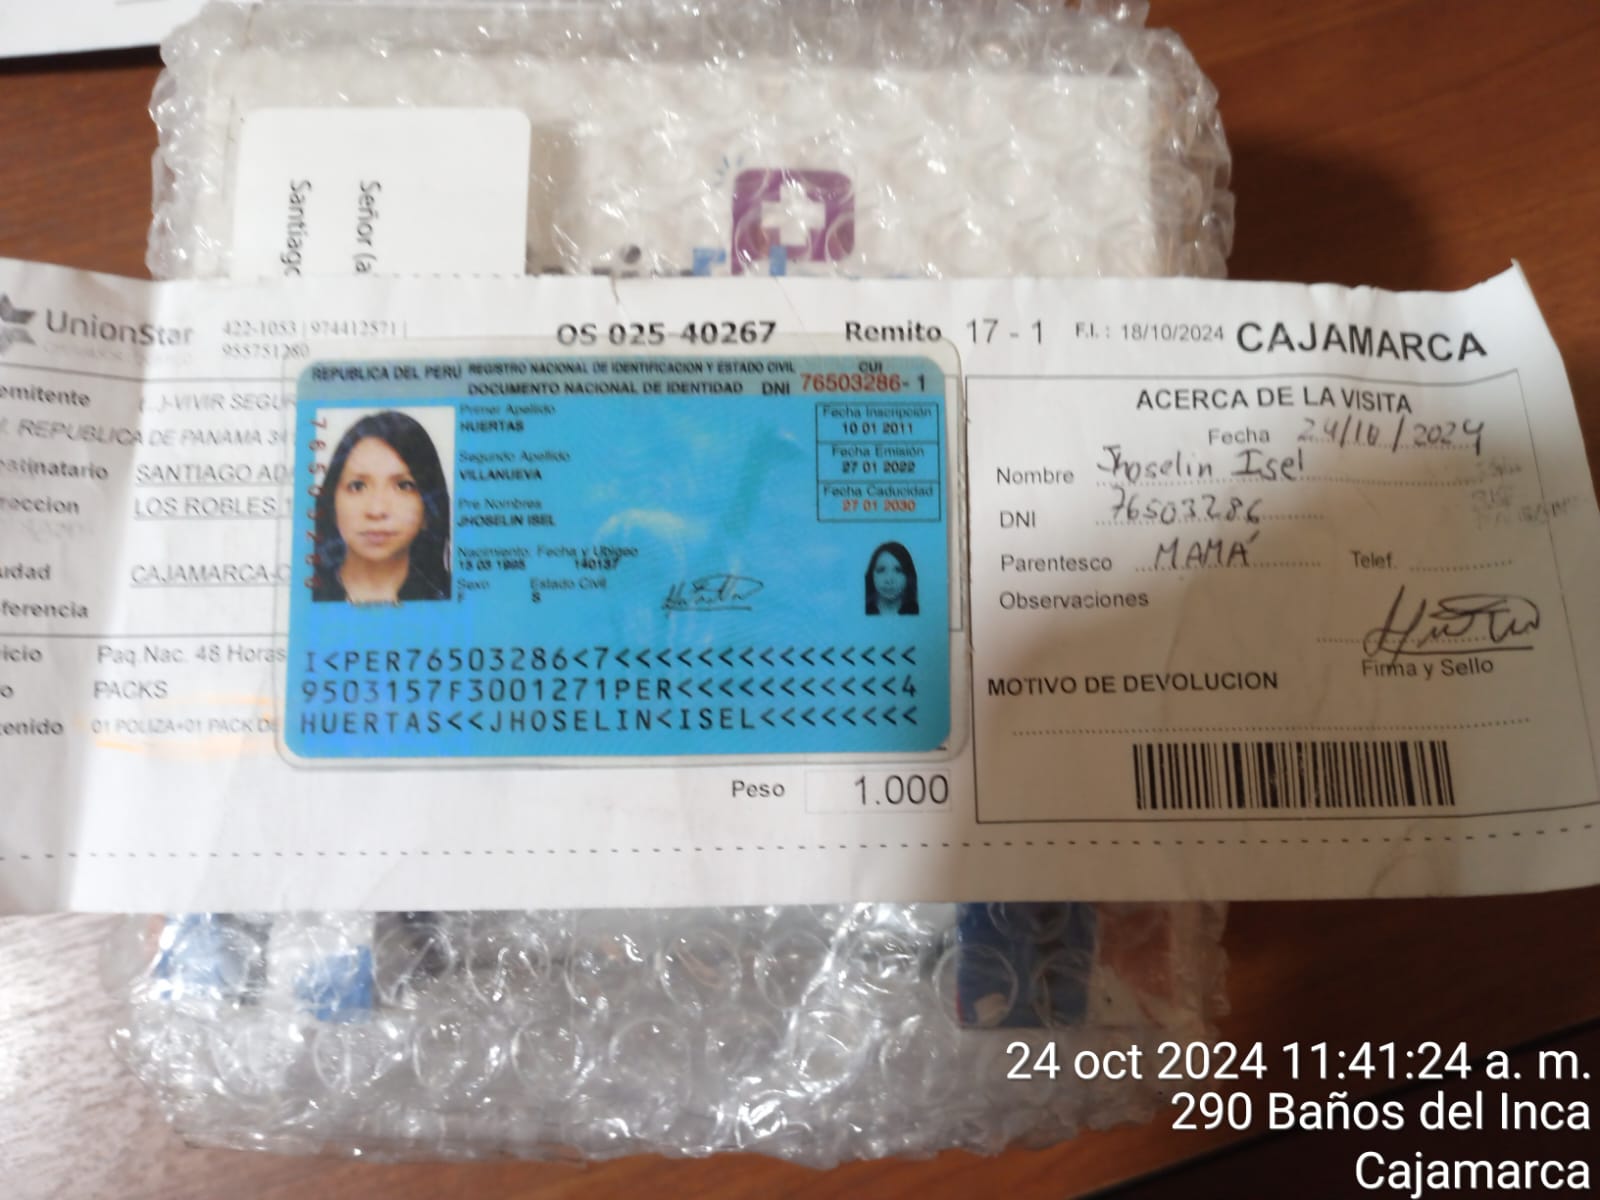 Señor (a
Santiago
UnionStar
422-1053 | 974412571 |
955751280
OS 025-40267
Remito 17 - 1
F.I. : 18/10/2024
CAJAMARCA
emitente
(...)-VIVIR SEGUR
REPUBLICA DE PANAMA 3
atinatario
SANTIAGO AD
reccion
LOS ROBLES 1
udad
CAJAMARCA-C
ferencia
icio
Paq.Nac. 48 Horas
o
PACKS
enido
01 POLIZA+01 PACK DE
REPUBLICA DEL PERU REGISTRO NACIONAL DE IDENTIFICACION Y ESTADO CIVIL
CUI
DOCUMENTO NACIONAL DE IDENTIDAD DNI 76503286 - 1
76503286
Primer Apellido
HUERTAS
Segundo Apellido
VILLANUEVA
Pre Nombres
JHOSELIN ISEL
Nacimiento: Fecha y Ubigeo
15 03 1995 140137
Sexo
F
Estado Civil
S
Fecha Inscripción
10 01 2011
Fecha Emisión
27 01 2022
Fecha Caducidad
27 01 2030
I<PER76503286<7<<<<<<<<<<<<<<<
9503157F3001271PER<<<<<<<<<<<4
HUERTAS<<JHOSELIN<ISEL<<<<<<<<
Peso 1.000
ACERCA DE LA VISITA
Fecha 24/10/2024
Nombre Jhoselin Isel
DNI 76503286
Parentesco MAMÁ
Telef.
Observaciones
Firma y Sello
MOTIVO DE DEVOLUCION
24 oct 2024 11:41:24 a. m.
290 Baños del Inca
Cajamarca